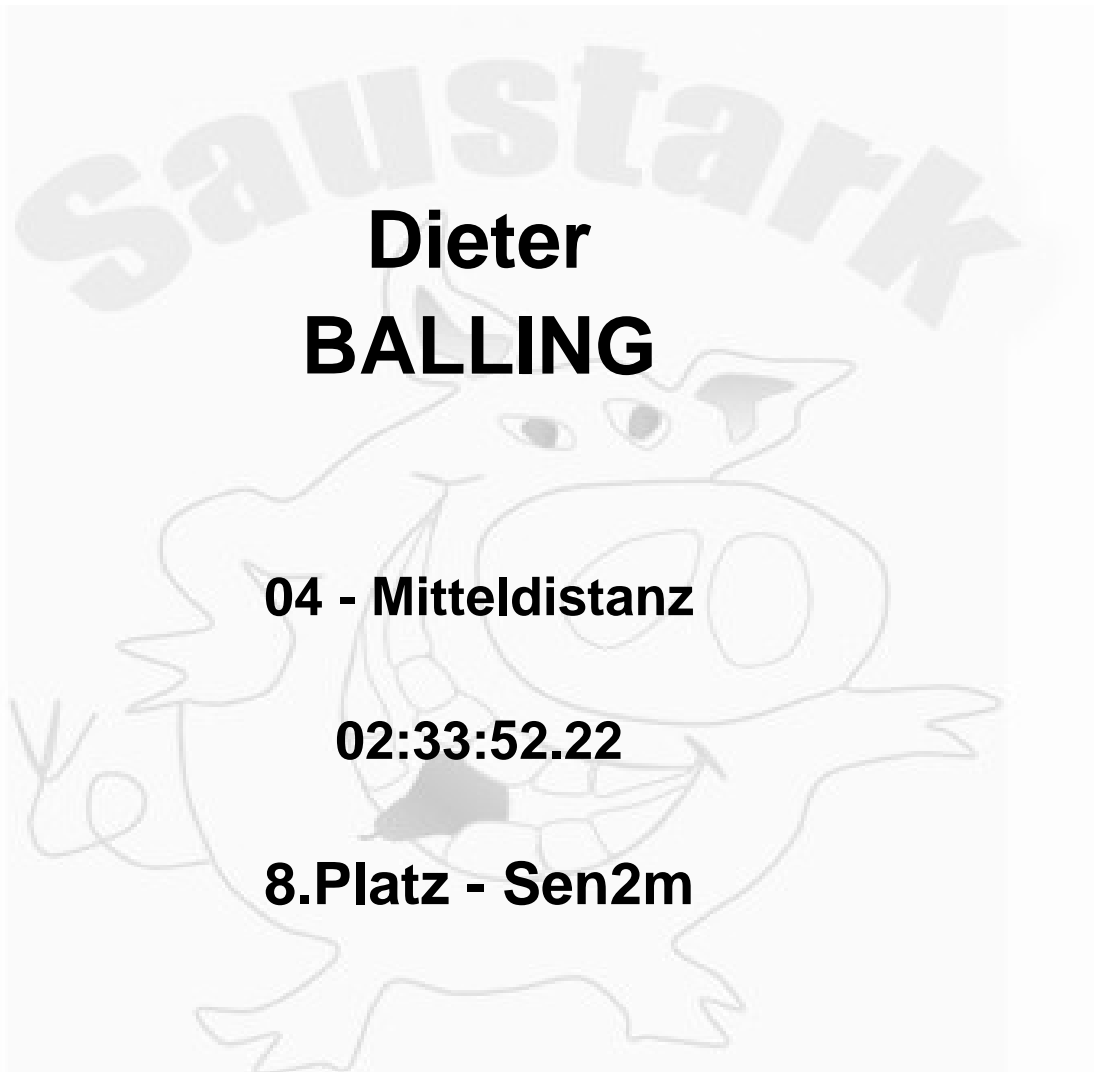 Saustark
Dieter
BALLING
04 - Mitteldistanz
02:33:52.22
8.Platz - Sen2m